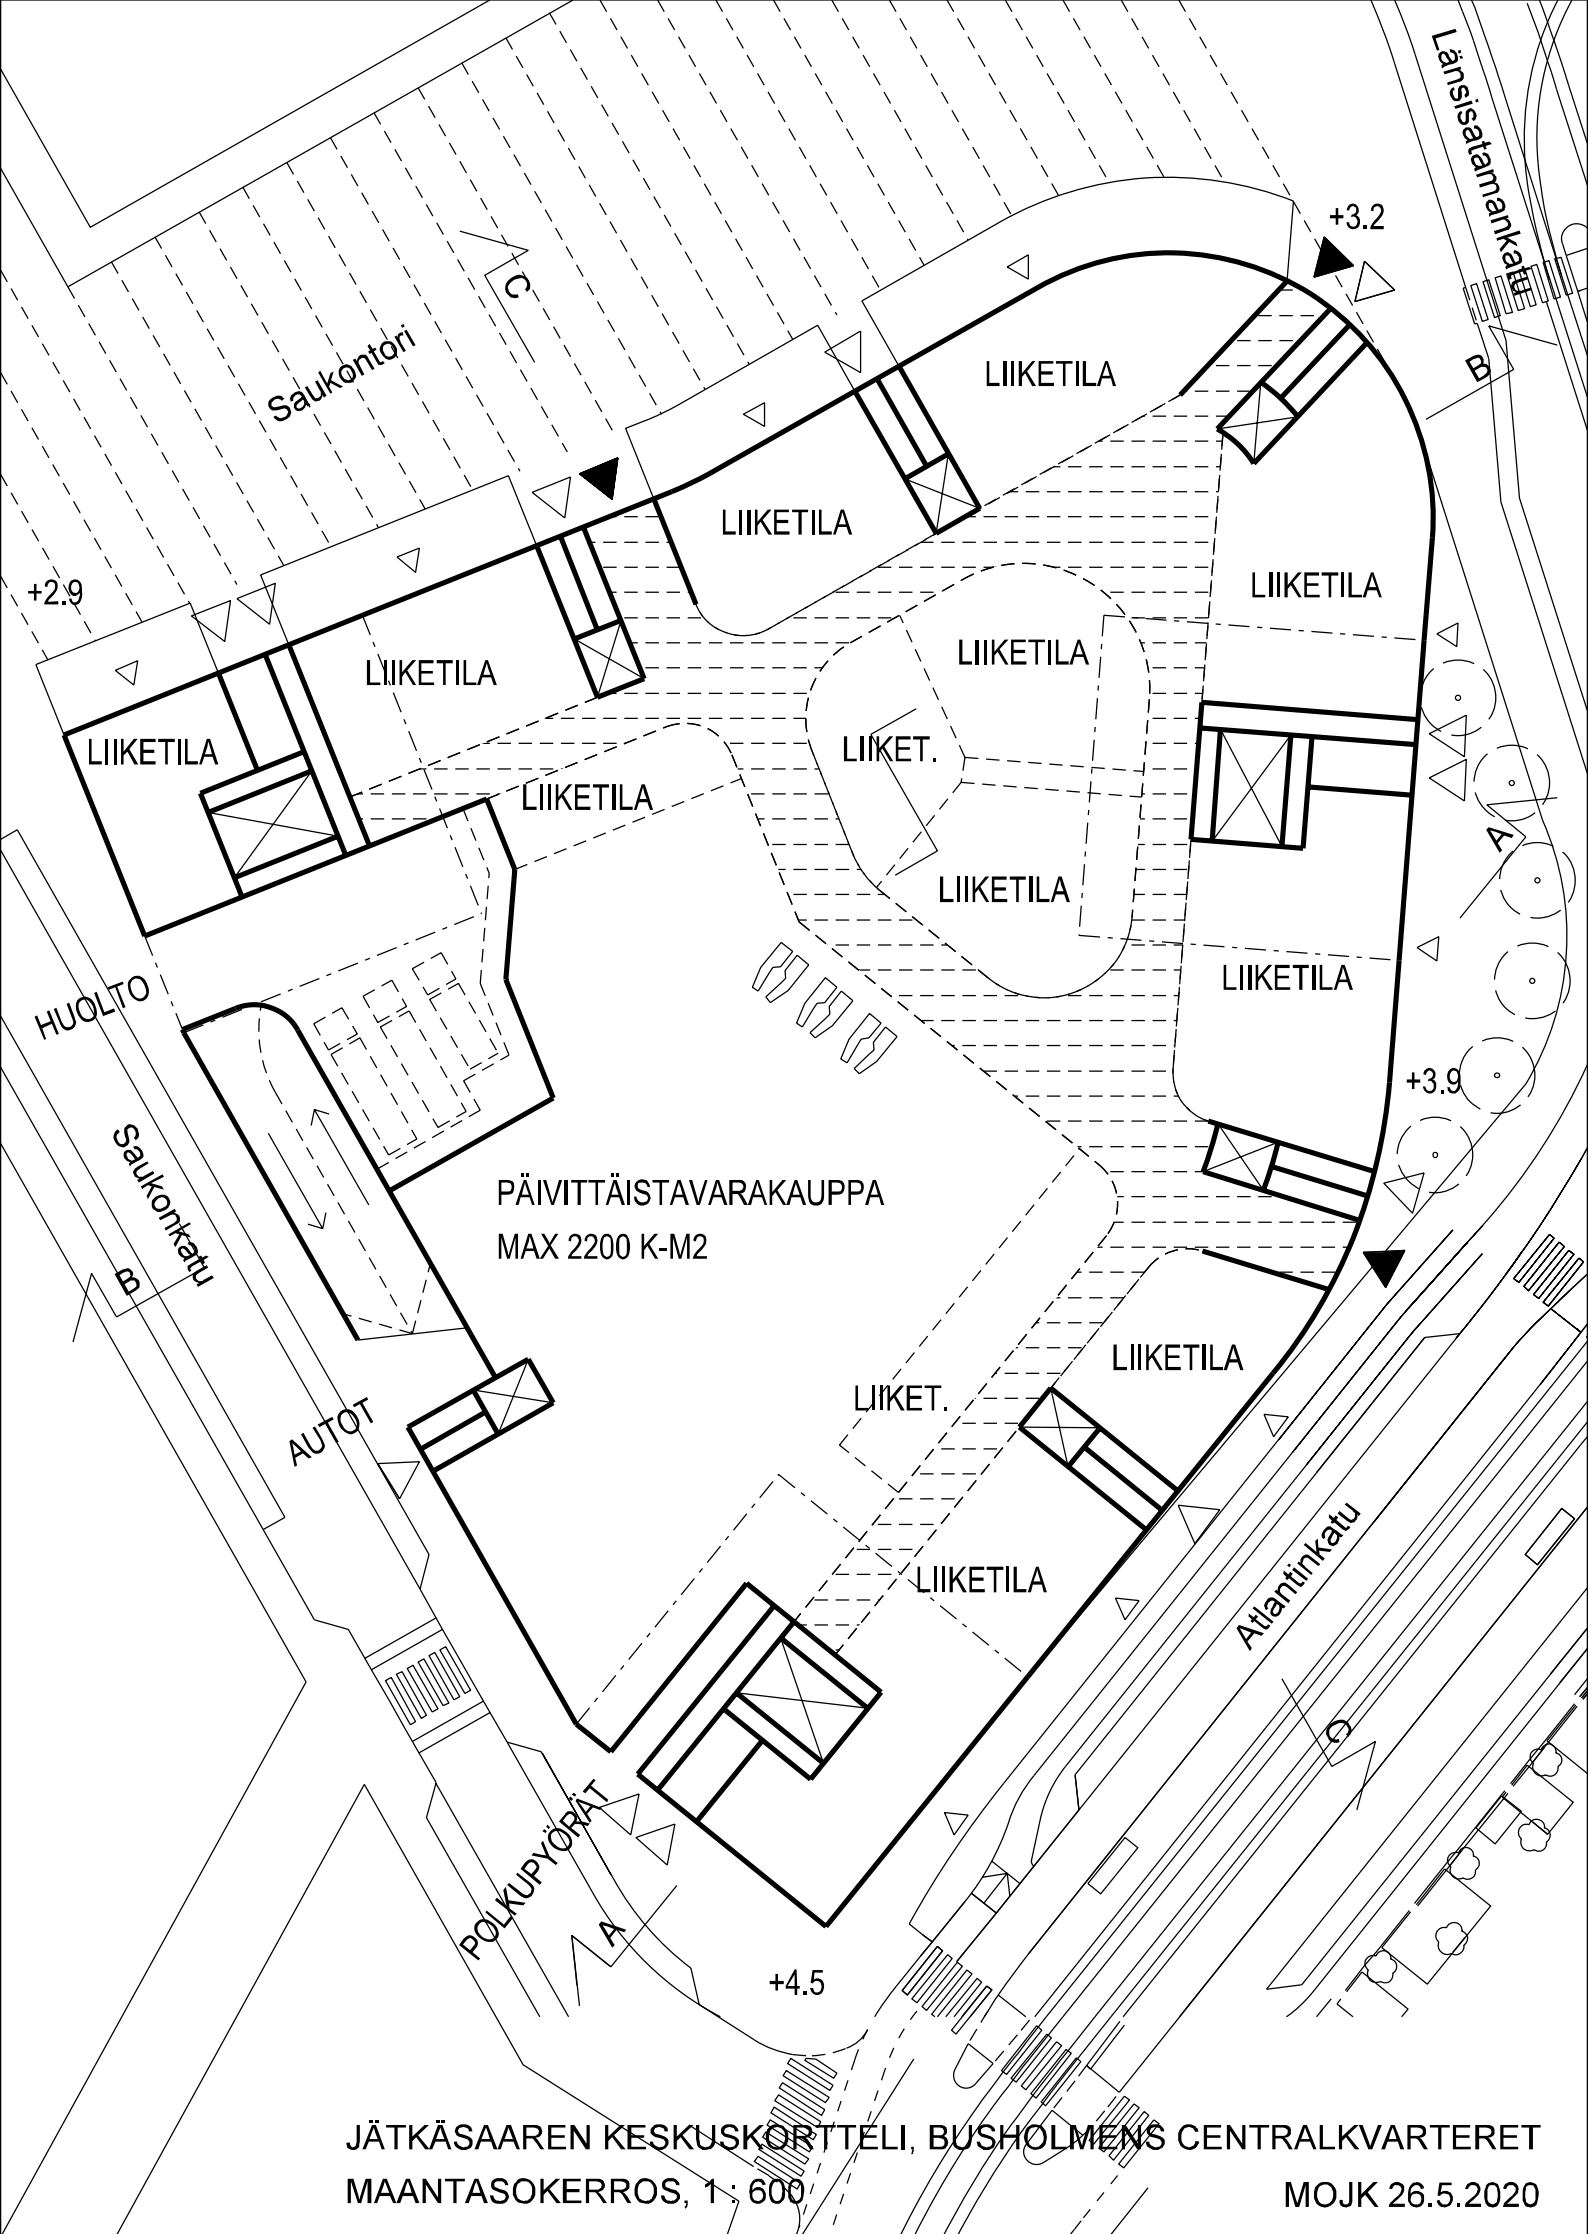 Länsisatamankatu
+3.2
C
Saukontori
B
LIIKETILA
LIIKETILA
+2.9
LIIKETILA
LIIKETILA
LIIKETILA
LIIKETILA
LIIKET.
LIIKETILA
A
LIIKETILA
LIIKETILA
HUOLTO
+3.9
Saukonkatu
PÄIVITTÄISTAVARAKAUPPA
MAX 2200 K-M2
B
LIIKETILA
LIIKET.
AUTOT
LIIKETILA
Atlantinkatu
C
POLKUPYÖRÄT
A
+4.5
JÄTKÄSAAREN KESKUSKORTTELI, BUSHOLMENS CENTRALKVARTERET
MAANTASOKERROS, 1 : 600
MOJK 26.5.2020